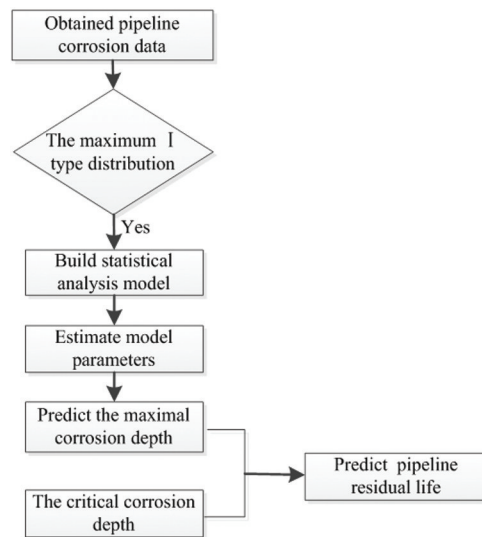 Obtained pipeline
corrosion data
The maximum I
type distribution
Yes
Build statistical
analysis model
Estimate model
parameters
Predict the maximal
corrosion depth
Predict pipeline
residual life
The critical corrosion
depth